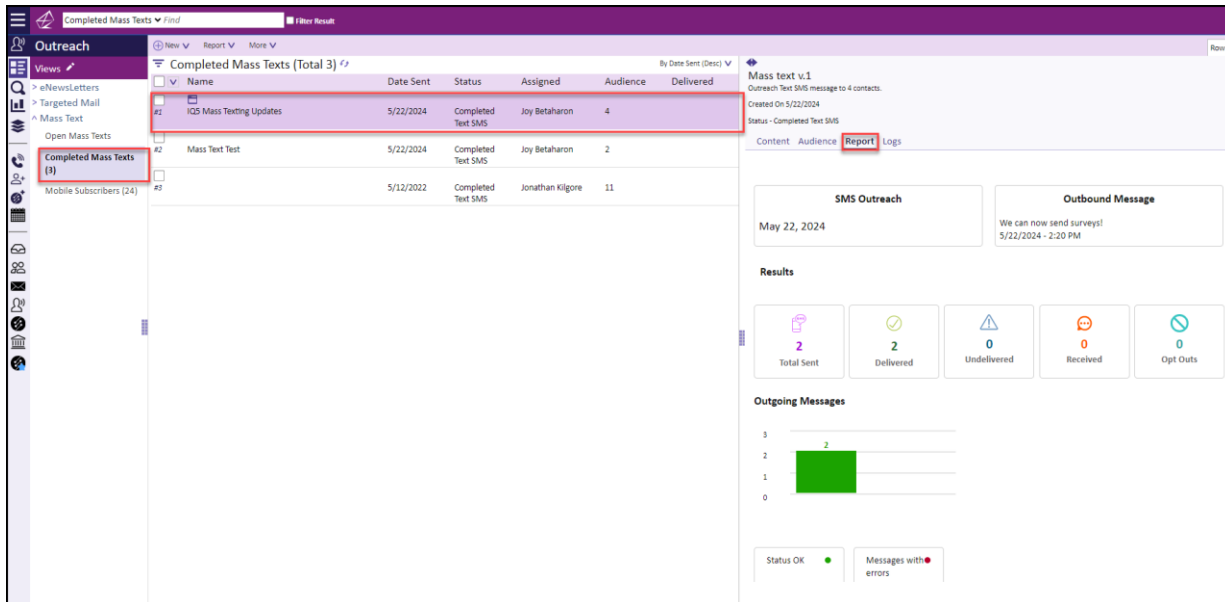 Completed Mass Texts Find
Filter Result
Outreach
New Report More
Views
Completed Mass Texts (Total 3)
By Date Sent (Desc)
> eNewsLetters
> Targeted Mail
^ Mass Text
Open Mass Texts
Completed Mass Texts
(3)
Mobile Subscribers (24)
Name Date Sent Status Assigned Audience Delivered
#1 IQ5 Mass Texting Updates 5/22/2024 Completed Joy Betaharon 4
Text SMS
#2 Mass Text Test 5/22/2024 Completed Joy Betaharon 2
Text SMS
#3 5/12/2022 Completed Jonathan Kilgore 11
Text SMS
Mass text v.1
Outreach Text SMS message to 4 contacts.
Created On 5/22/2024
Status - Completed Text SMS
Content Audience Report Logs
SMS Outreach
May 22, 2024
Outbound Message
We can now send surveys!
5/22/2024 - 2:20 PM
Results
2
Total Sent
2
Delivered
0
Undelivered
0
Received
0
Opt Outs
Outgoing Messages
3
2
2
1
0
Status OK
Messages with
errors